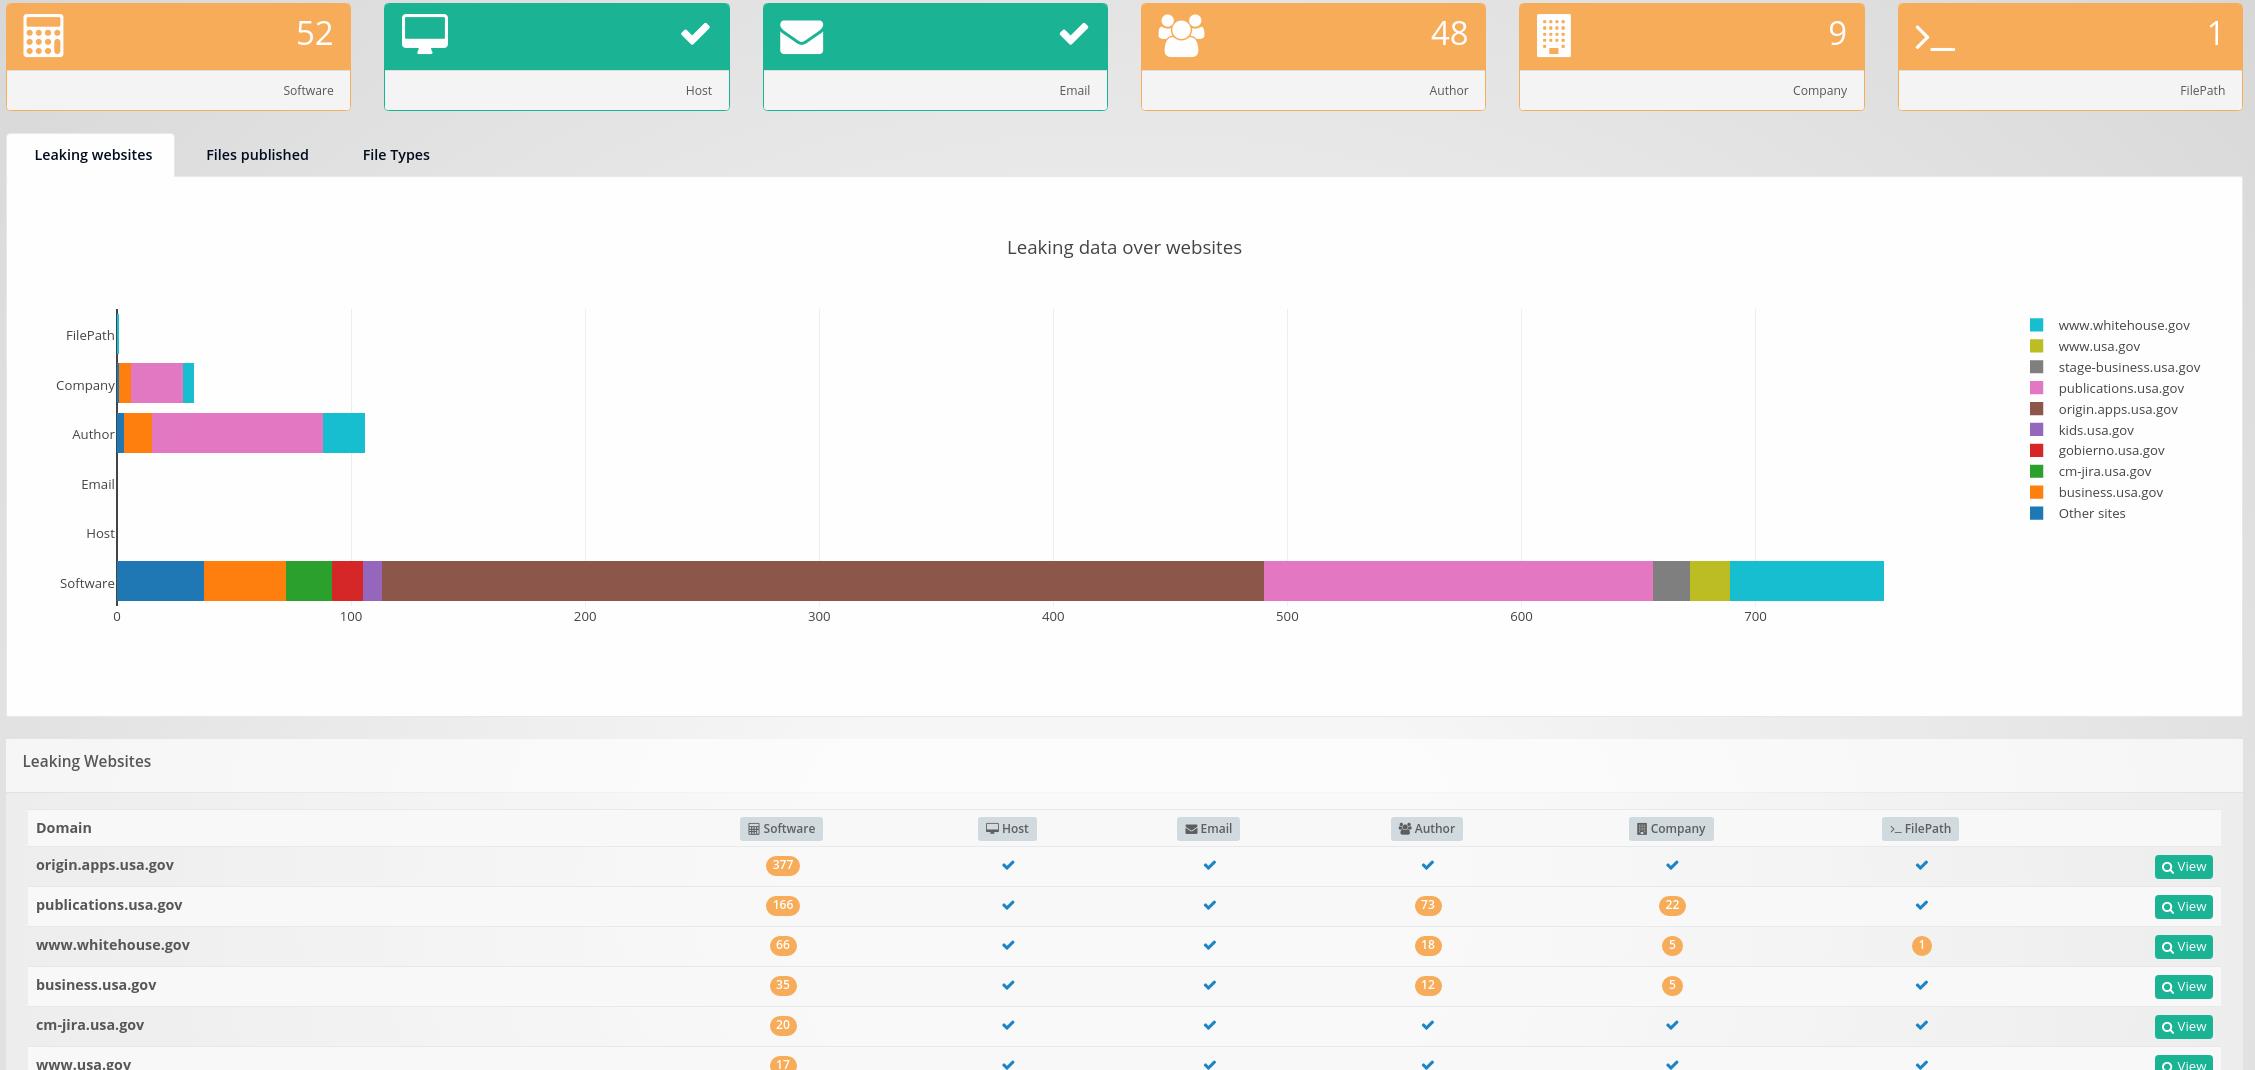 52
48
9
1
Software
Host
Email
Author
Company
FilePath
Leaking websites
Files published
File Types
Leaking data over websites
FilePath
Company
Author
Email
Host
Software
0 100 200 300 400 500 600 700
www.whitehouse.gov
www.usa.gov
stage-business.usa.gov
publications.usa.gov
origin.apps.usa.gov
kids.usa.gov
gobierno.usa.gov
cm-jira.usa.gov
business.usa.gov
Other sites
Leaking Websites
Domain Software Host Email Author Company FilePath
origin.apps.usa.gov 377 View
publications.usa.gov 166 73 22 View
www.whitehouse.gov 66 18 5 1 View
business.usa.gov 35 12 5 View
cm-jira.usa.gov 20 View
www.usa.gov 17 View